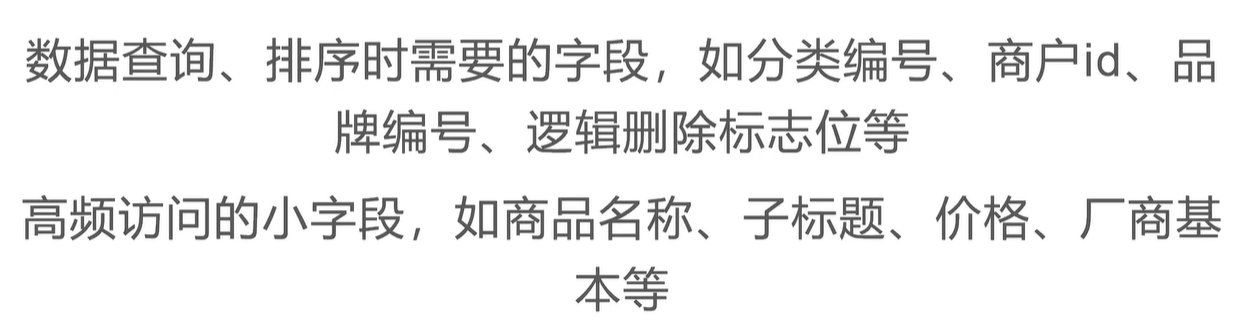 数据查询、排序时需要的字段，如分类编号、商户id、品
牌编号、逻辑删除标志位等
高频访问的小字段，如商品名称、子标题、价格、厂商基
本等